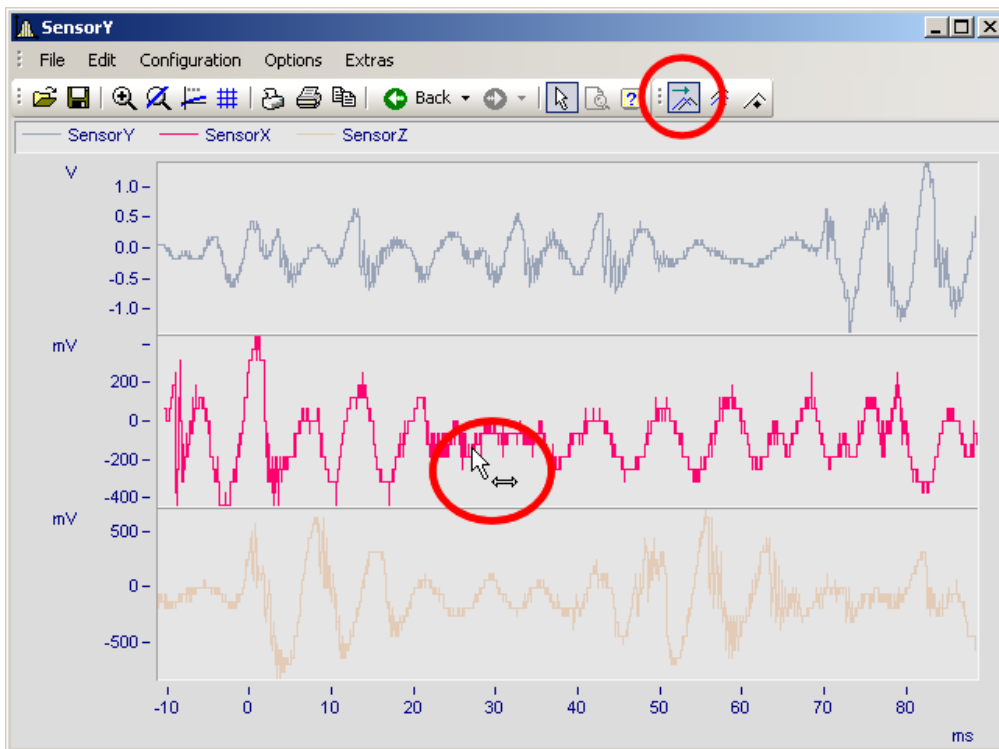 SensorY
File Edit Configuration Options Extras
Back
SensorY SensorX SensorZ
V
1.0
0.5
0.0
-0.5
-1.0
mV
200
0
-200
-400
mV
500
0
-500
-10 0 10 20 30 40 50 60 70 80
ms